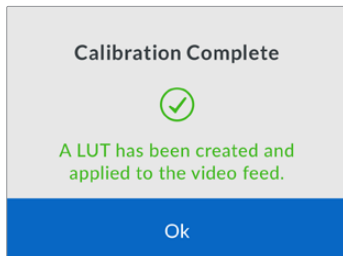 Calibration Complete
A LUT has been created and
applied to the video feed.
Ok